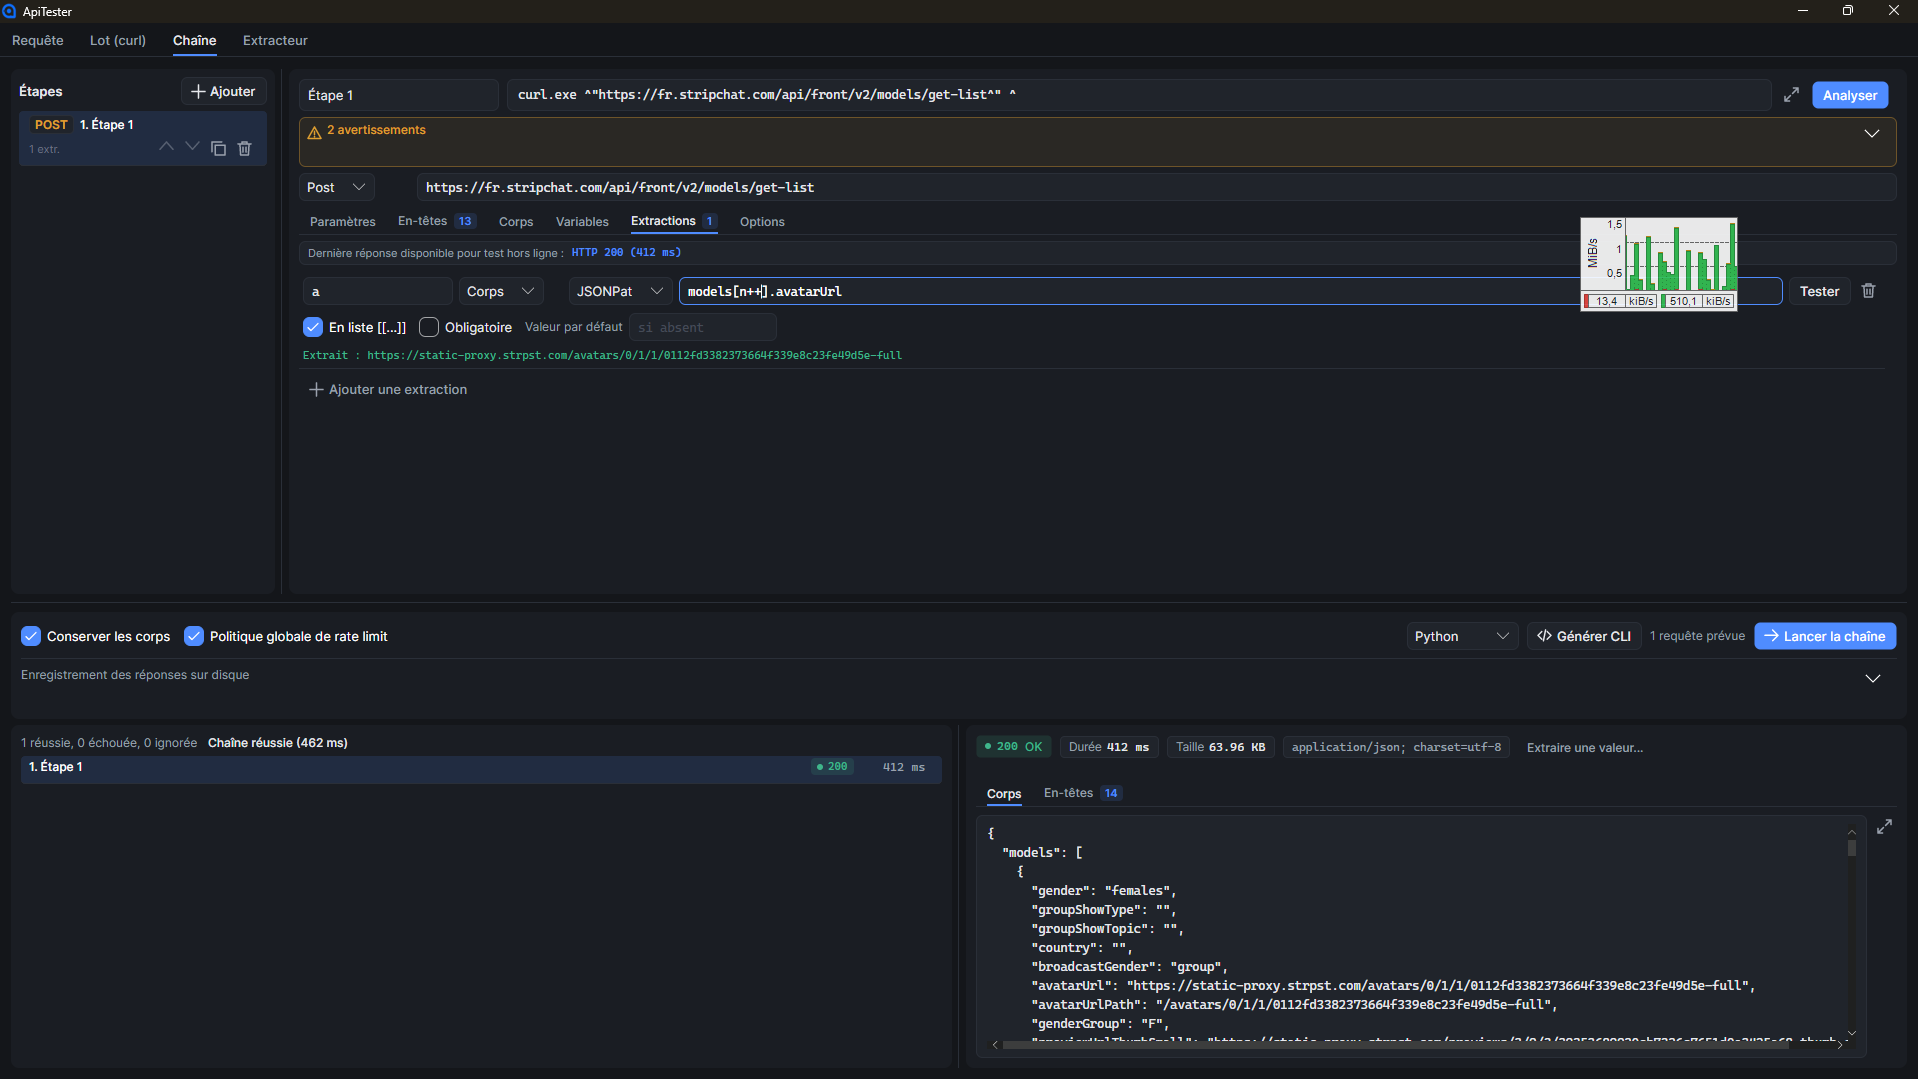 ApiTester
Requête Lot (curl) Chaîne Extracteur
Étapes
Ajouter
POST 1. Étape 1
1 extr.
Étape 1
curl.exe ^"https://fr.stripchat.com/api/front/v2/models/get-list^" ^
Analyser
2 avertissements
Post
https://fr.stripchat.com/api/front/v2/models/get-list
Paramètres En-têtes 13 Corps Variables Extractions 1 Options
Dernière réponse disponible pour test hors ligne : HTTP 200 (412 ms)
a
Corps
JSONPat
models[n++].avatarUrl
Tester
MiB/s
1,5
1
0,5
13,4 kiB/s 510,1 kiB/s
En liste [[...]] Obligatoire Valeur par défaut si absent
Extrait : https://static-proxy.strpst.com/avatars/0/1/1/0112fd3382373664f339e8c23fe49d5e-full
Ajouter une extraction
Conserver les corps Politique globale de rate limit
Python </> Générer CLI 1 requête prévue Lancer la chaîne
Enregistrement des réponses sur disque
1 réussie, 0 échouée, 0 ignorée Chaîne réussie (462 ms)
1. Étape 1 200 412 ms
200 OK Durée 412 ms Taille 63.96 KB application/json; charset=utf-8 Extraire une valeur...
Corps En-têtes 14
{
"models": [
{
"gender": "females",
"groupShowType": "",
"groupShowTopic": "",
"country": "",
"broadcastGender": "group",
"avatarUrl": "https://static-proxy.strpst.com/avatars/0/1/1/0112fd3382373664f339e8c23fe49d5e-full",
"avatarUrlPath": "/avatars/0/1/1/0112fd3382373664f339e8c23fe49d5e-full",
"genderGroup": "F",